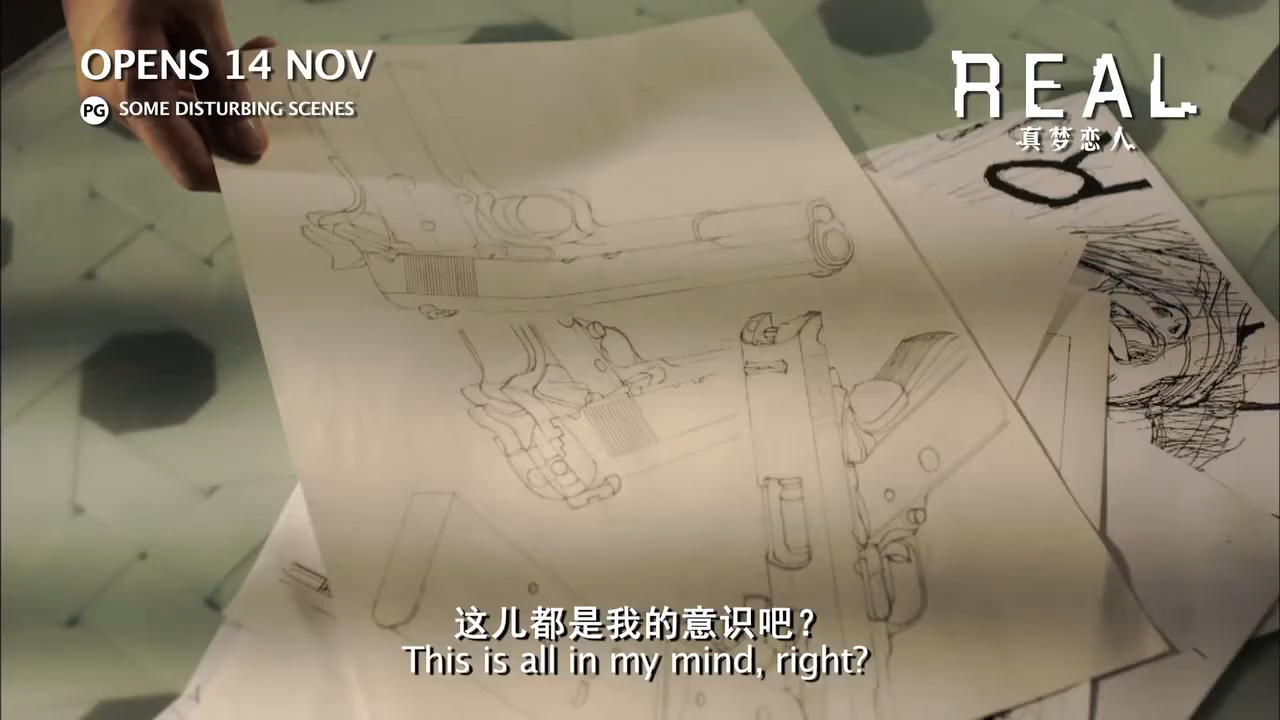 OPENS 14 NOV
PG SOME DISTURBING SCENES
REAL
真梦恋人
这儿都是我的意识吧？
This is all in my mind, right?